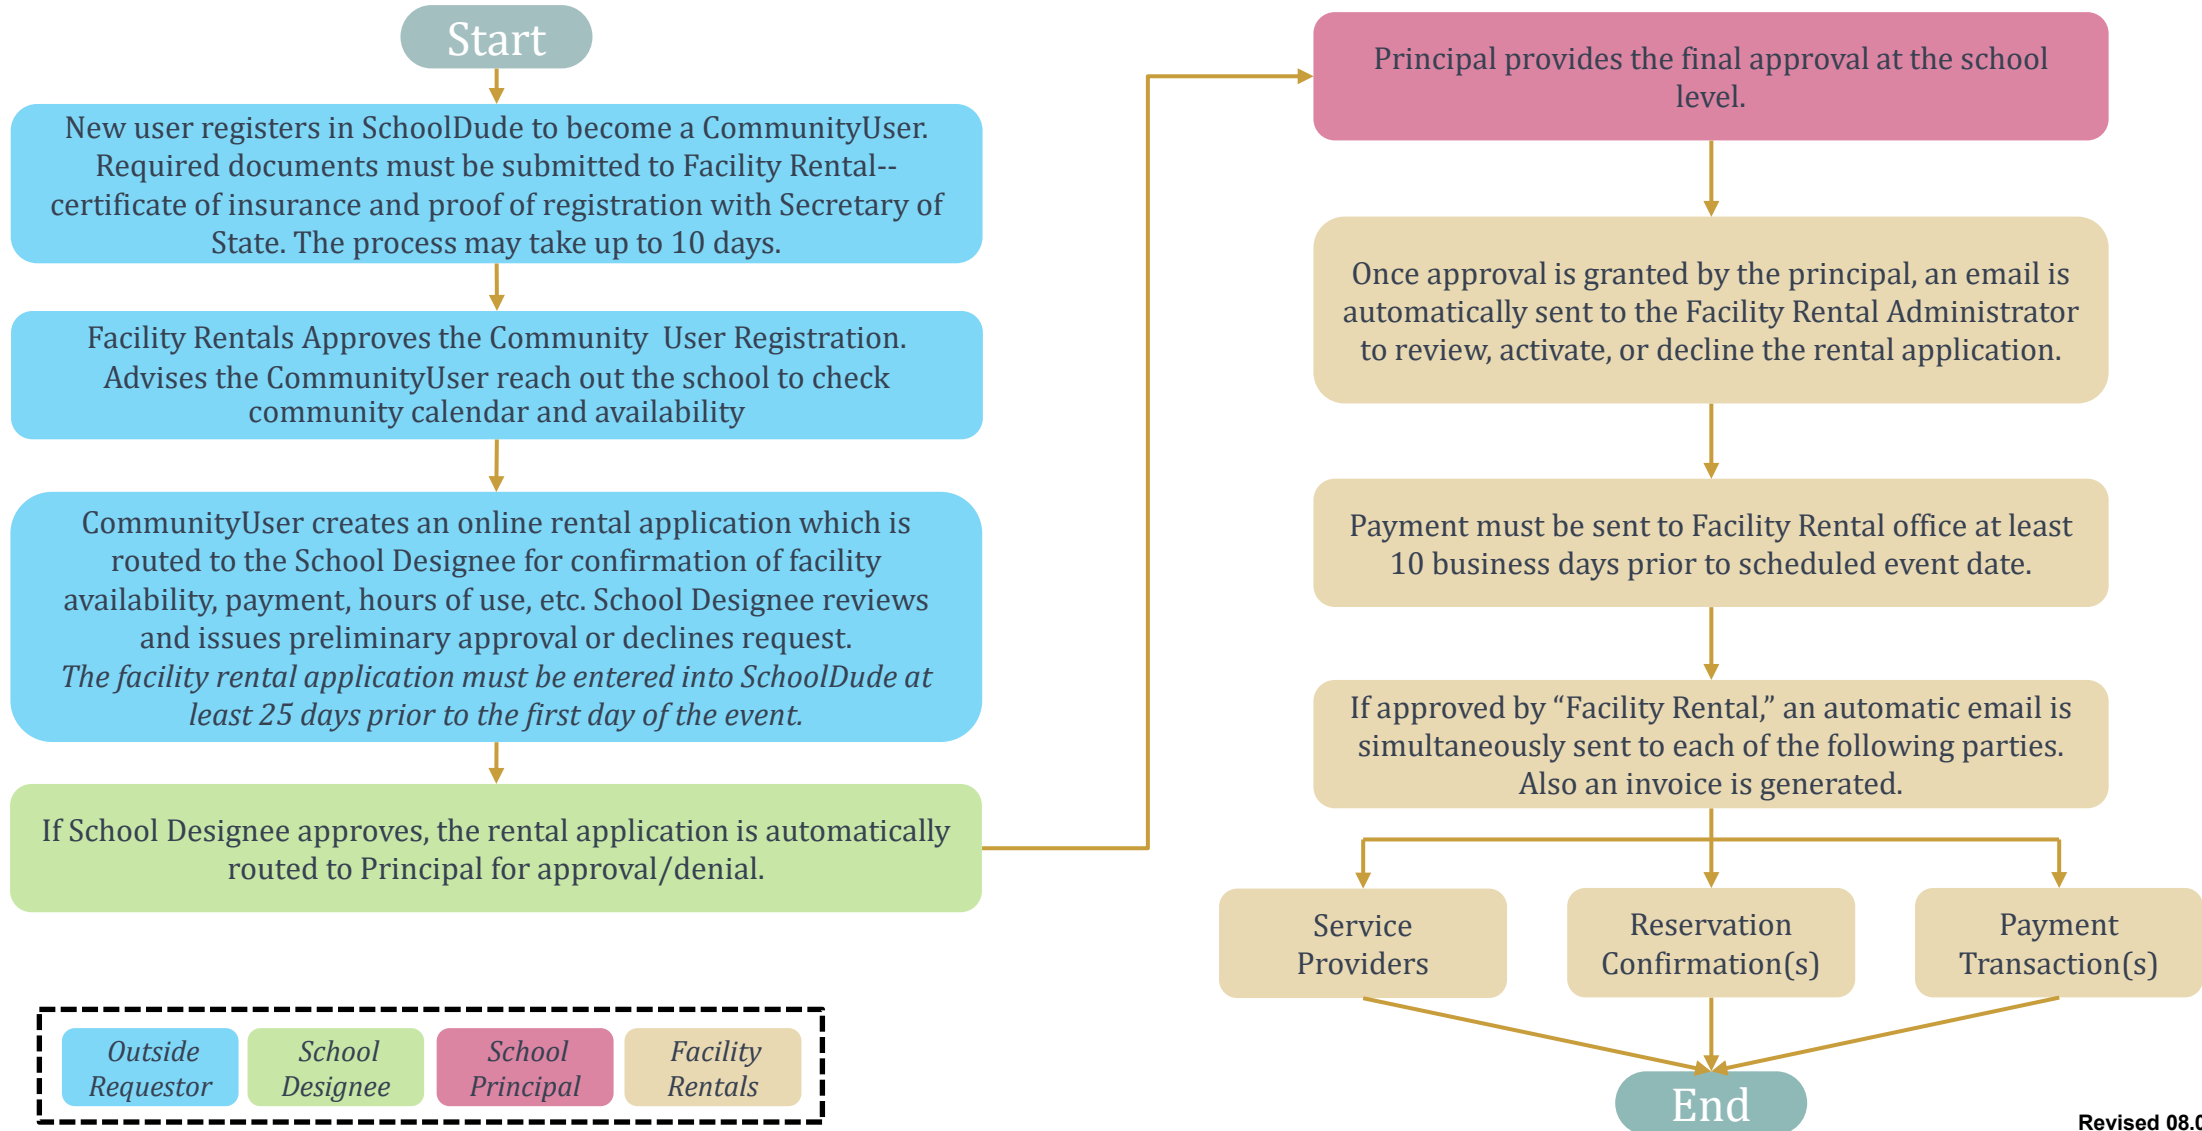 Start
New user registers in SchoolDude to become a CommunityUser.
Required documents must be submitted to Facility Rental--
certificate of insurance and proof of registration with Secretary of
State. The process may take up to 10 days.
Facility Rentals Approves the Community  User Registration.
Advises the CommunityUser reach out the school to check
community calendar and availability
CommunityUser creates an online rental application which is
routed to the School Designee for confirmation of facility
availability, payment, hours of use, etc. School Designee reviews
and issues preliminary approval or declines request.
The facility rental application must be entered into SchoolDude at
least 25 days prior to the first day of the event.
If School Designee approves, the rental application is automatically
routed to Principal for approval/denial.
Principal provides the final approval at the school
level.
Once approval is granted by the principal, an email is
automatically sent to the Facility Rental Administrator
to review, activate, or decline the rental application.
Payment must be sent to Facility Rental office at least
10 business days prior to scheduled event date.
If approved by “Facility Rental,” an automatic email is
simultaneously sent to each of the following parties.
Also an invoice is generated.
Service
Providers
Reservation
Confirmation(s)
Payment
Transaction(s)
End
Outside
Requestor
School
Designee
School
Principal
Facility
Rentals
Revised